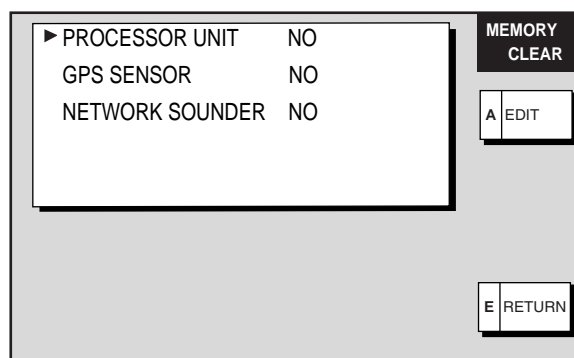 ▶ PROCESSOR UNIT NO
GPS SENSOR NO
NETWORK SOUNDER NO
MEMORY
CLEAR
A EDIT
E RETURN